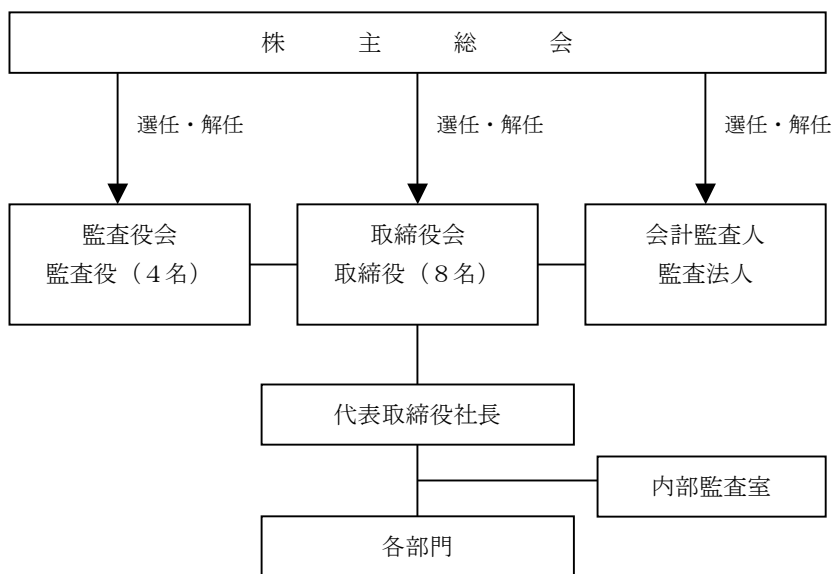 株主総会
選任・解任
選任・解任
選任・解任
監査役会
監査役（４名）
取締役会
取締役（８名）
会計監査人
監査法人
代表取締役社長
内部監査室
各部門